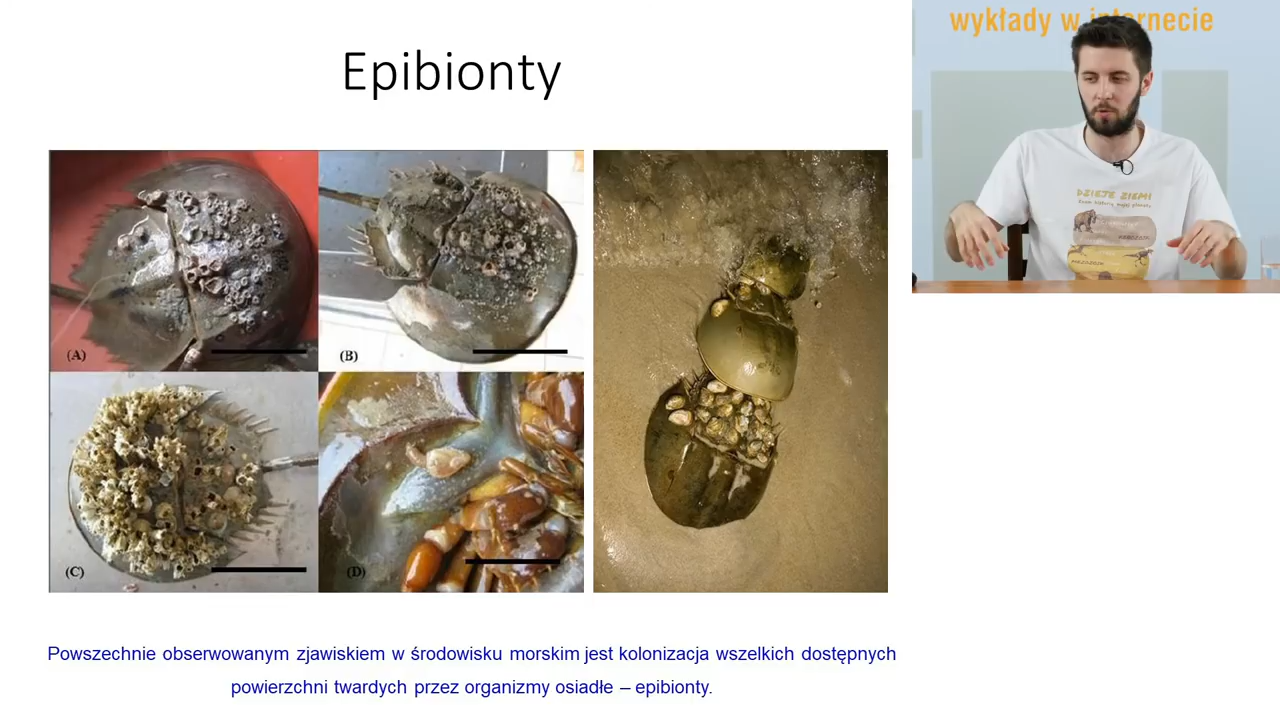 Epibionty
wykłady w internecie
DZIEJE ZIEMI
(A)
(B)
(C)
(D)
Powszechnie obserwowanym zjawiskiem w środowisku morskim jest kolonizacja wszelkich dostępnych
powierzchni twardych przez organizmy osiadłe – epibionty.